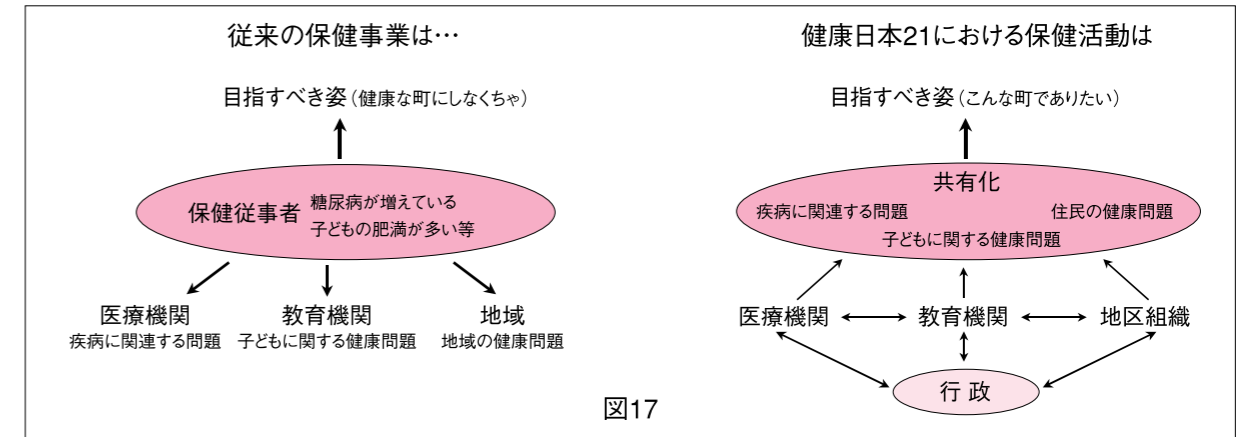 従来の保健事業は…
目指すべき姿（健康な町にしなくちゃ）
保健従事者
糖尿病が増えている
子どもの肥満が多い等
医療機関
疾病に関連する問題
教育機関
子どもに関する健康問題
地域
地域の健康問題
健康日本21における保健活動は
目指すべき姿（こんな町でありたい）
共有化
疾病に関連する問題
住民の健康問題
子どもに関する健康問題
医療機関
教育機関
地区組織
行 政
図17